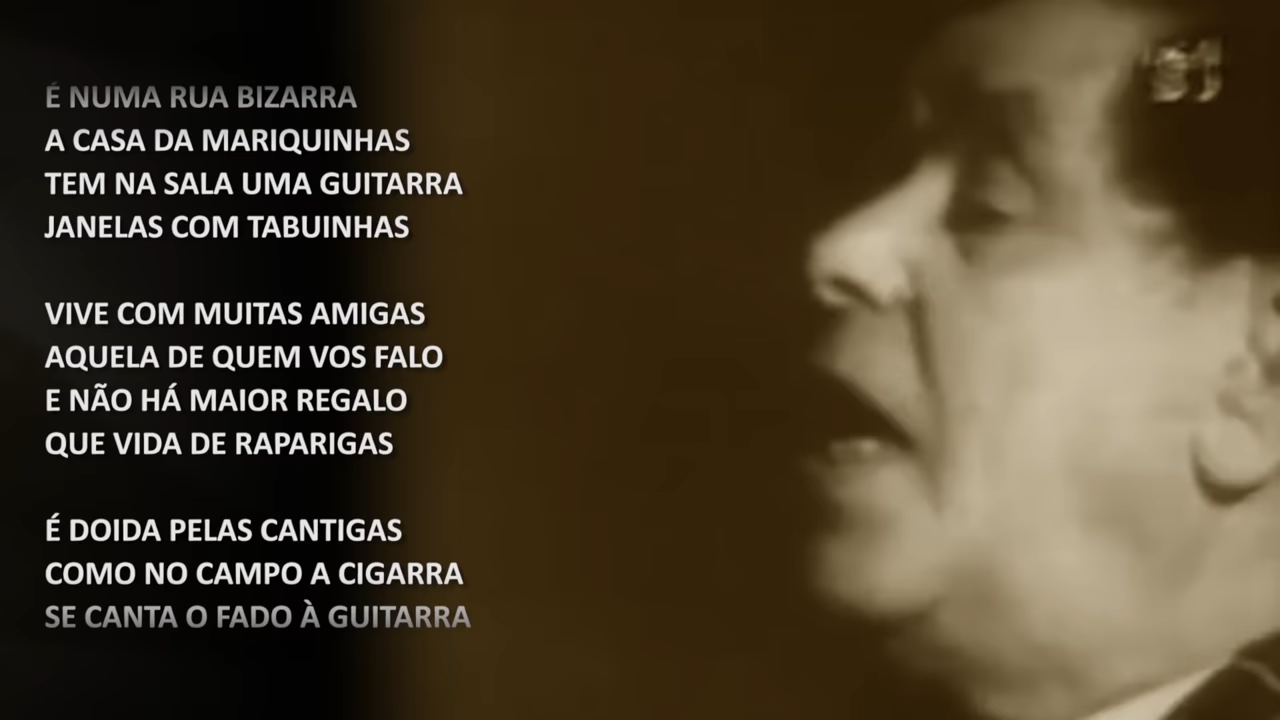 É NUMA RUA BIZARRA
A CASA DA MARIQUINHAS
TEM NA SALA UMA GUITARRA
JANELAS COM TABUINHAS
VIVE COM MUITAS AMIGAS
AQUELA DE QUEM VOS FALO
E NÃO HÁ MAIOR REGALO
QUE VIDA DE RAPARIGAS
É DOIDA PELAS CANTIGAS
COMO NO CAMPO A CIGARRA
SE CANTA O FADO À GUITARRA